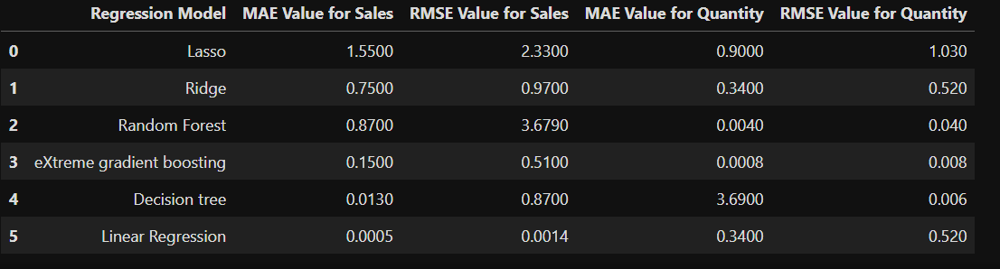 Regression Model MAE Value for Sales RMSE Value for Sales MAE Value for Quantity RMSE Value for Quantity
0 Lasso 1.5500 2.3300 0.9000 1.030
1 Ridge 0.7500 0.9700 0.3400 0.520
2 Random Forest 0.8700 3.6790 0.0040 0.040
3 eXtreme gradient boosting 0.1500 0.5100 0.0008 0.008
4 Decision tree 0.0130 0.8700 3.6900 0.006
5 Linear Regression 0.0005 0.0014 0.3400 0.520